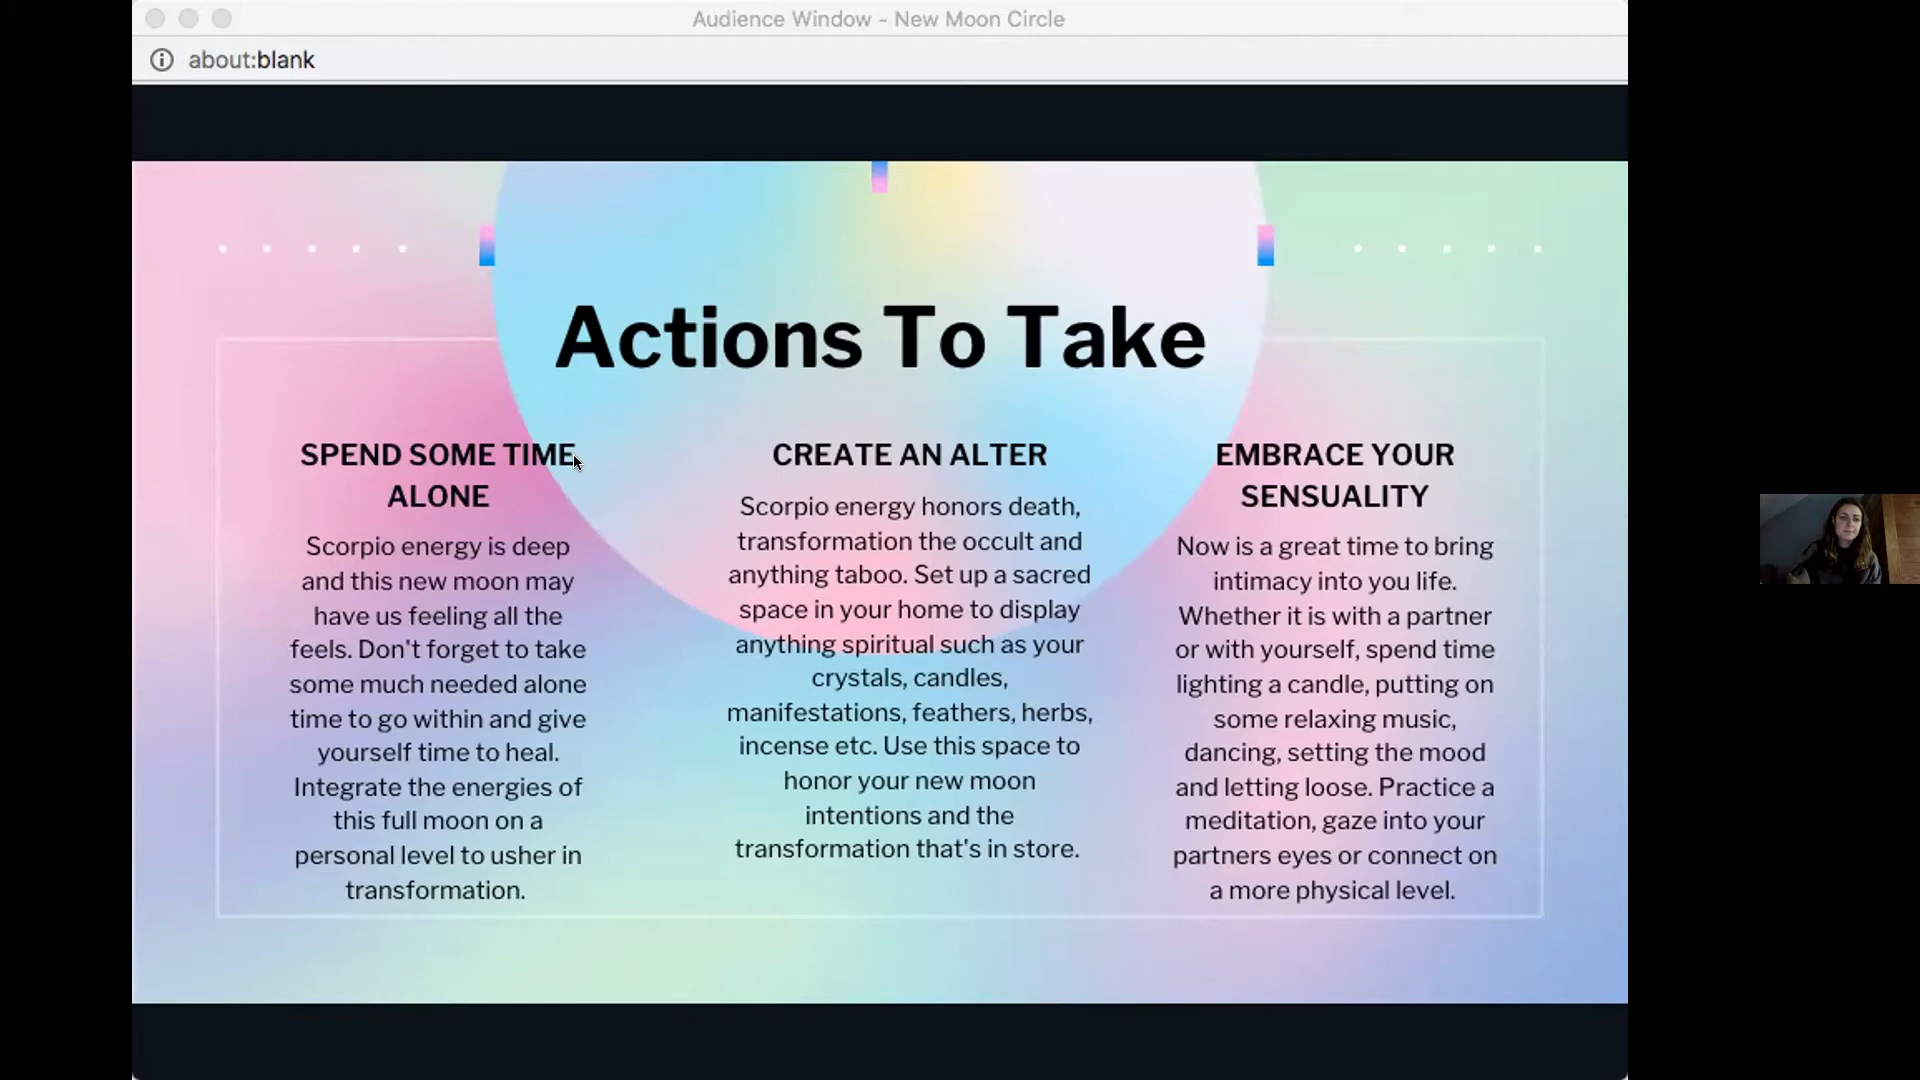 Audience Window - New Moon Circle
about:blank
Actions To Take
SPEND SOME TIME
ALONE
Scorpio energy is deep
and this new moon may
have us feeling all the
feels. Don't forget to take
some much needed alone
time to go within and give
yourself time to heal.
Integrate the energies of
this full moon on a
personal level to usher in
transformation.
CREATE AN ALTER
Scorpio energy honors death,
transformation the occult and
anything taboo. Set up a sacred
space in your home to display
anything spiritual such as your
crystals, candles,
manifestations, feathers, herbs,
incense etc. Use this space to
honor your new moon
intentions and the
transformation that's in store.
EMBRACE YOUR
SENSUALITY
Now is a great time to bring
intimacy into you life.
Whether it is with a partner
or with yourself, spend time
lighting a candle, putting on
some relaxing music,
dancing, setting the mood
and letting loose. Practice a
meditation, gaze into your
partners eyes or connect on
a more physical level.